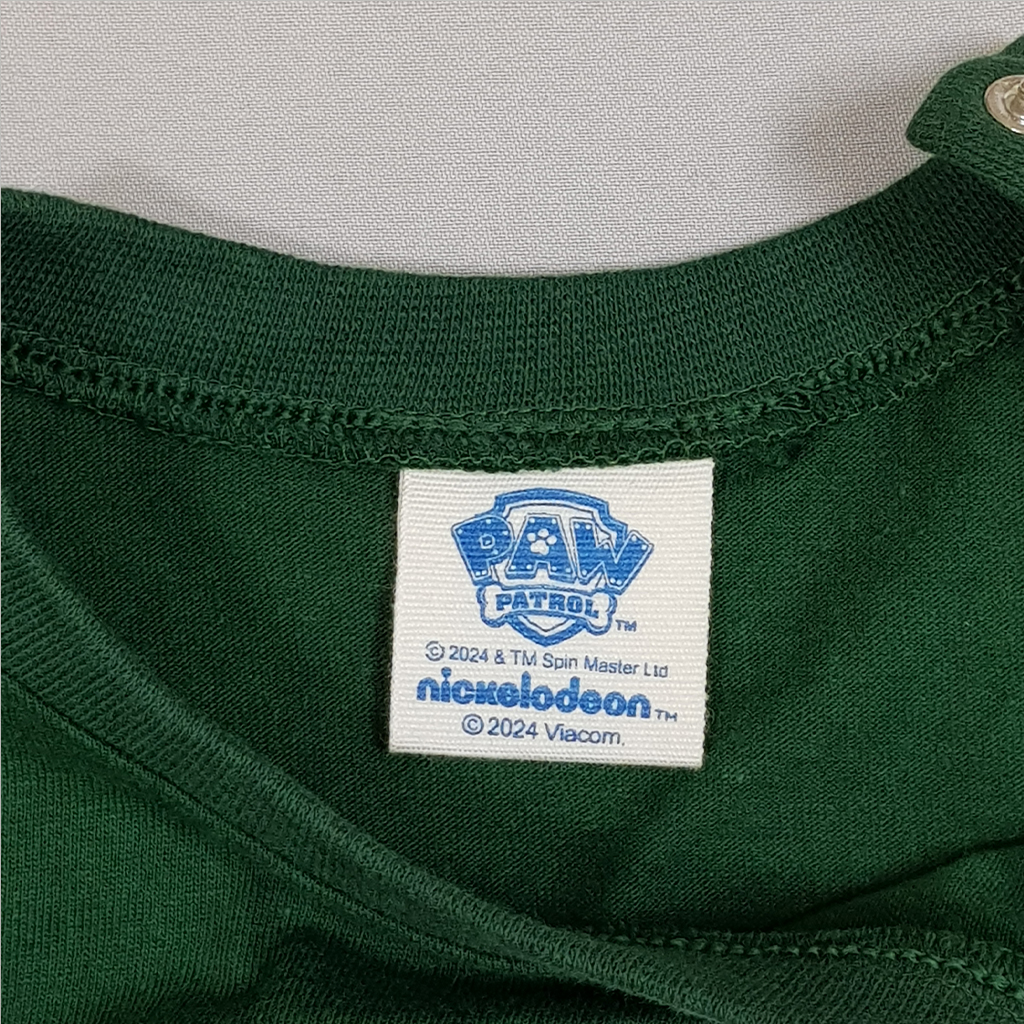 PAW
PATROL TM
© 2024 & TM Spin Master Ltd
nickelodeon TM
© 2024 Viacom.